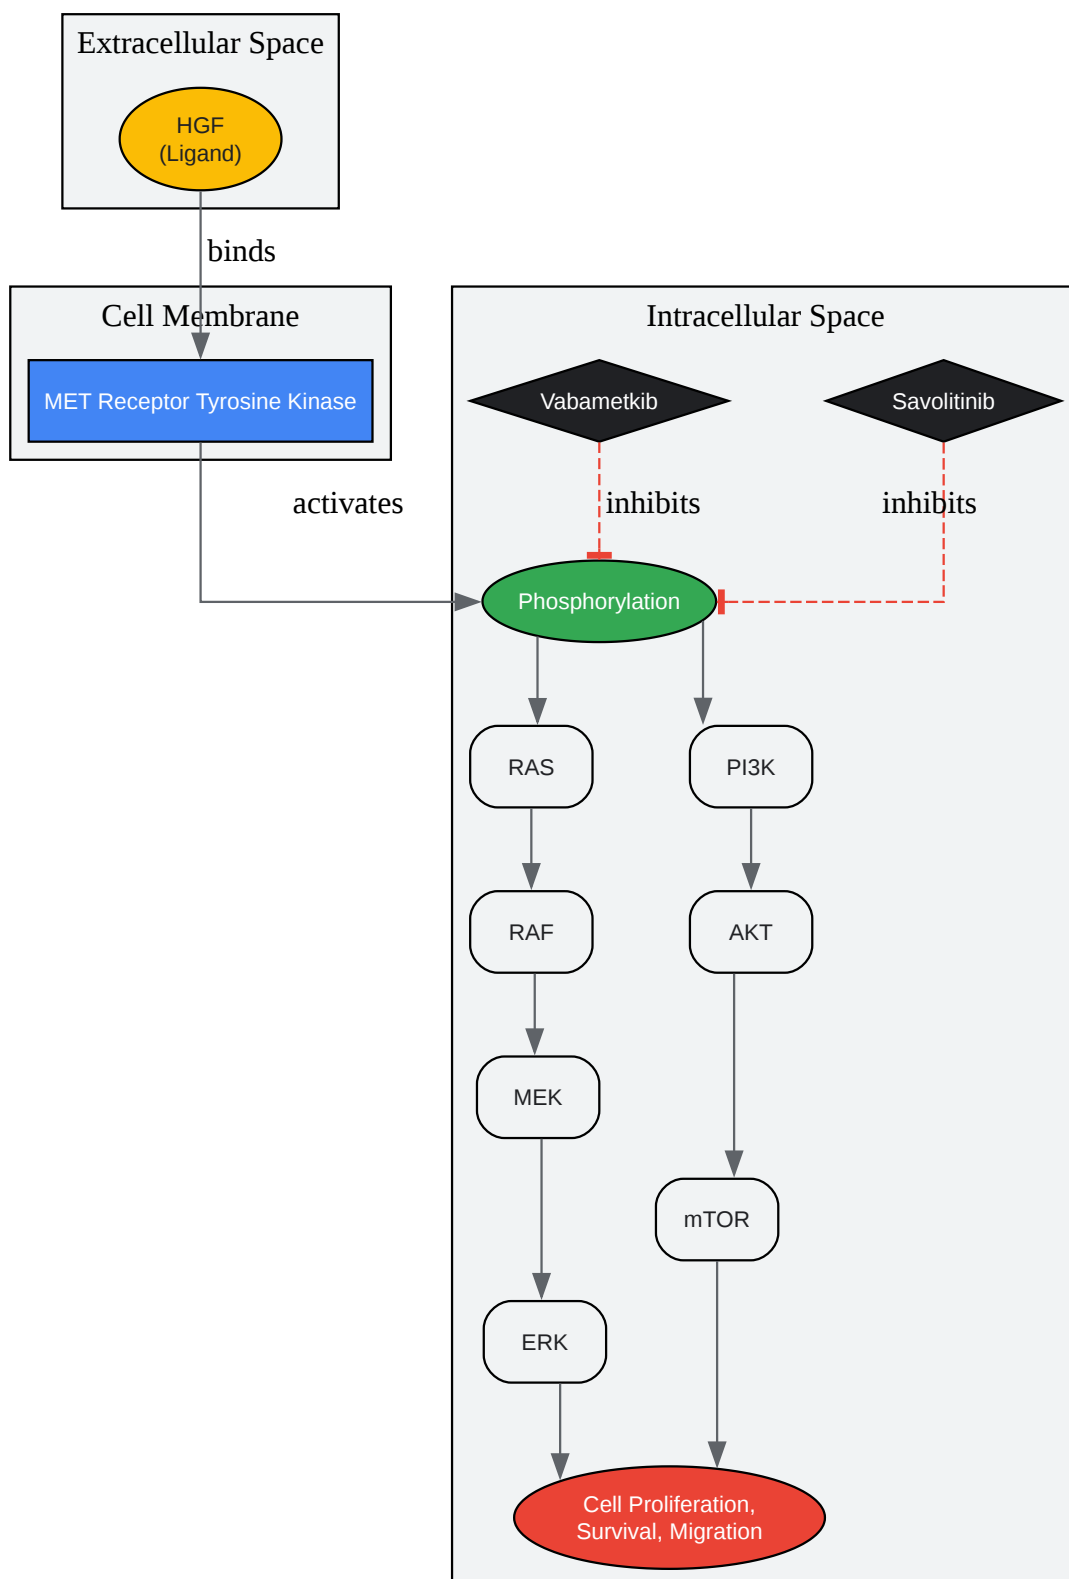 Extracellular Space
HGF
(Ligand)
binds
Cell Membrane
MET Receptor Tyrosine Kinase
activates
Intracellular Space
Vabametkib
Savolitinib
inhibits
inhibits
Phosphorylation
RAS
PI3K
RAF
AKT
MEK
mTOR
ERK
Cell Proliferation,
Survival, Migration